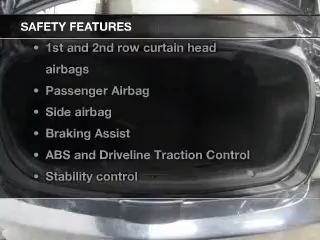 SAFETY FEATURES
• 1st and 2nd row curtain head
airbags
• Passenger Airbag
• Side airbag
• Braking Assist
• ABS and Driveline Traction Control
• Stability control